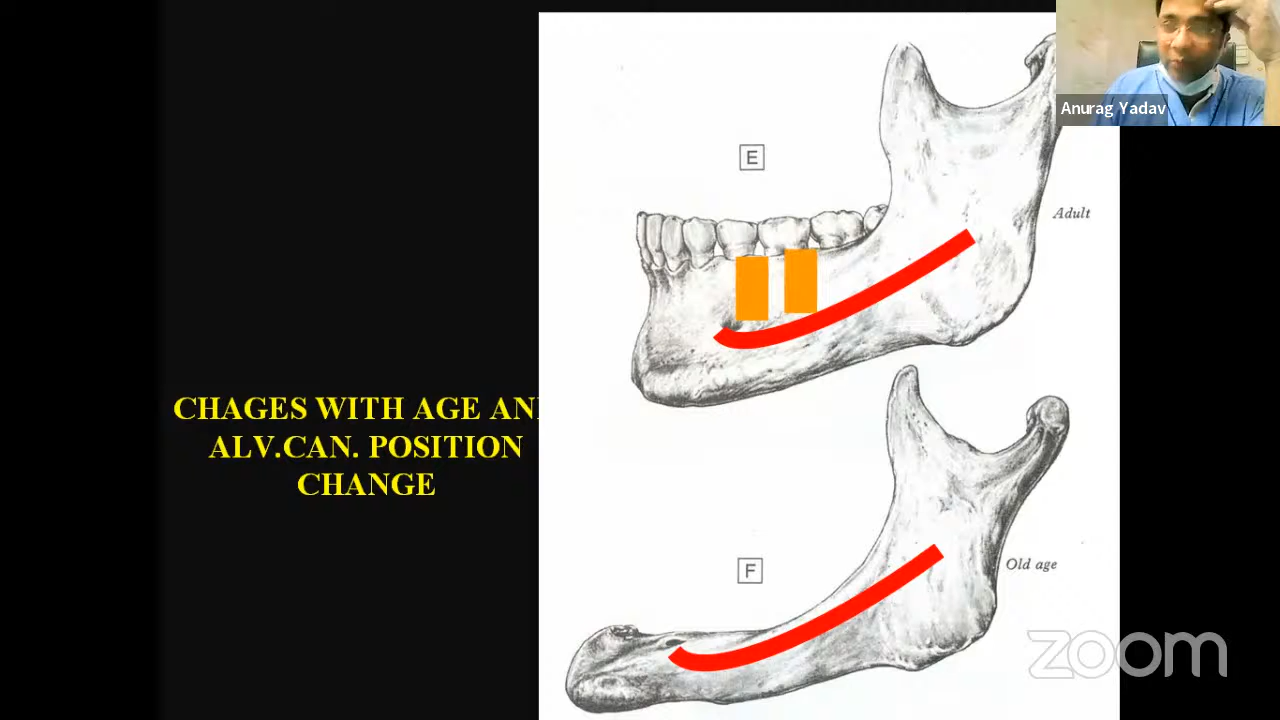 Anurag Yadav
E
Adult
CHAGES WITH AGE AN
ALV.CAN. POSITION
CHANGE
F
Old age
zoom